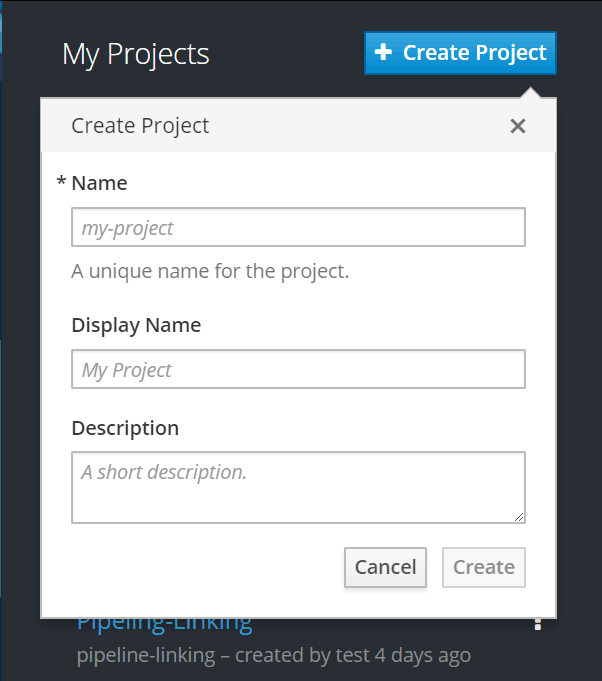 My Projects
+ Create Project
Create Project
* Name
my-project
A unique name for the project.
Display Name
My Project
Description
A short description.
Cancel
Create
Pipeling-Linking
pipeline-linking – created by test 4 days ago